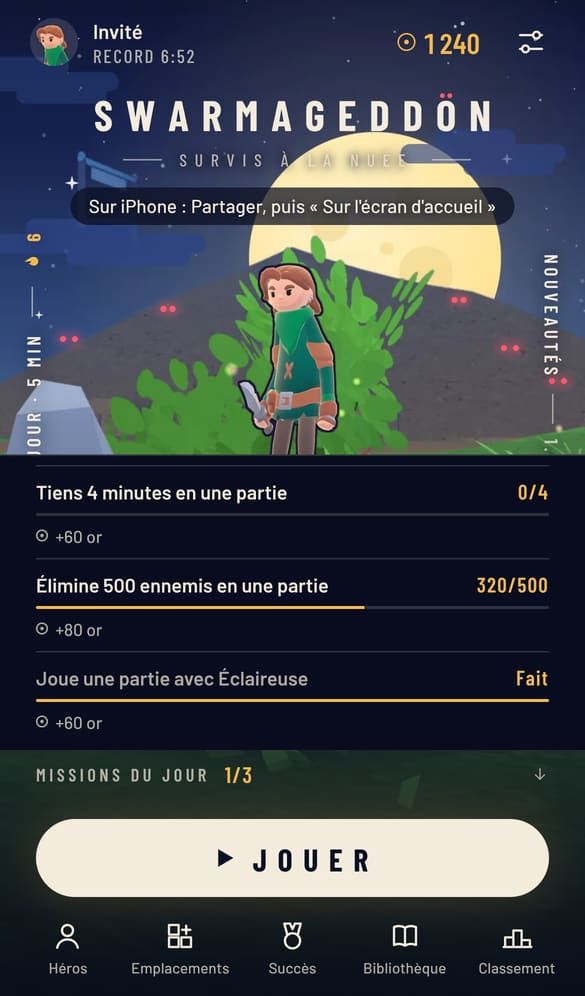 Invité
RECORD 6:52
1 240
SWARMAGEDDÖN
SURVIS À LA NUÉE
Sur iPhone : Partager, puis « Sur l'écran d'accueil »
JOUR · 5 MIN
6
NOUVEAUTÉS
1.
Tiens 4 minutes en une partie
0/4
+60 or
Élimine 500 ennemis en une partie
320/500
+80 or
Joue une partie avec Éclaireuse
Fait
+60 or
MISSIONS DU JOUR 1/3
JOUER
Héros
Emplacements
Succès
Bibliothèque
Classement